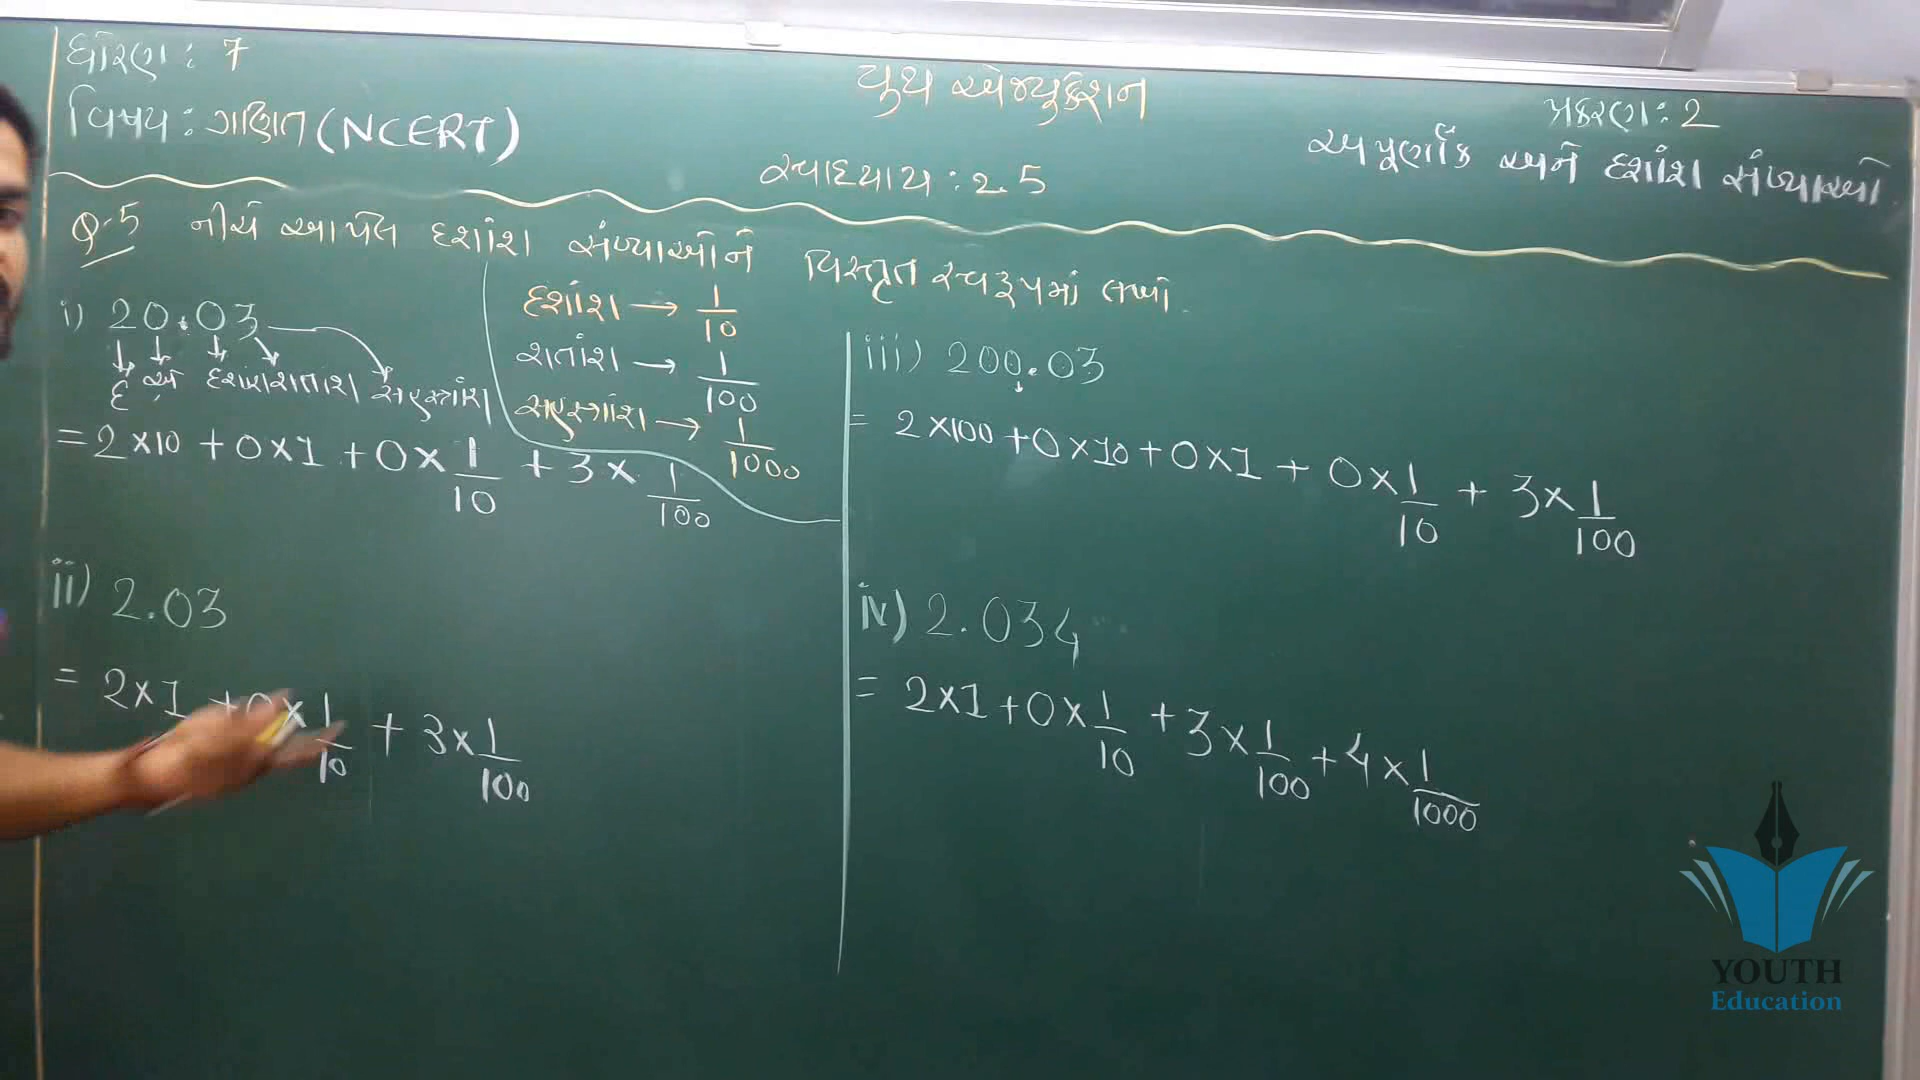 ધોરણ : 7
વિષય : ગણિત (NCERT)
યુથ એજ્યુકેશન
સ્વાધ્યાય : 2.5
પ્રકરણ : 2
અપૂર્ણાંક અને દશાંશ સંખ્યાઓ
Q-5 નીચે આપેલ દશાંશ સંખ્યાઓને વિસ્તૃત સ્વરૂપમાં લખો
i) 20.03
દ એ દશાંશ શતાંશ સહસ્ત્રાંશ
= 2 × 10 + 0 × 1 + 0 × 1/10 + 3 × 1/100
દશાંશ → 1/10
શતાંશ → 1/100
સહસ્ત્રાંશ → 1/1000
ii) 2.03
= 2 × 1 + 0 × 1/10 + 3 × 1/100
iii) 200.03
= 2 × 100 + 0 × 10 + 0 × 1 + 0 × 1/10 + 3 × 1/100
iv) 2.034
= 2 × 1 + 0 × 1/10 + 3 × 1/100 + 4 × 1/1000
YOUTH
Education